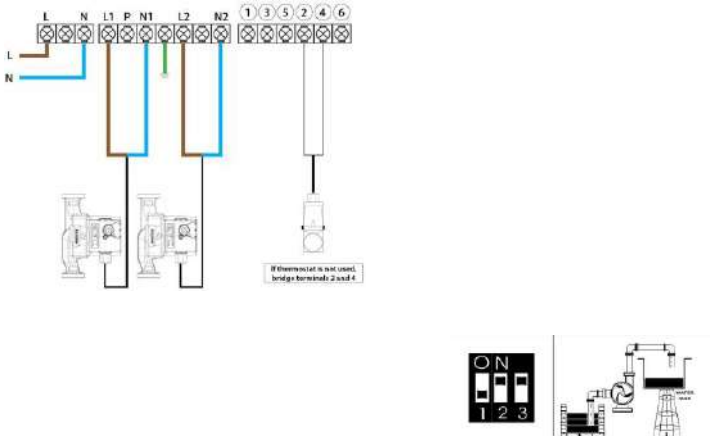 L N L1 P N1 L2 N2 1 3 5 2 4 6
L
N
If thermostat is not used,
bridge terminals 2 and 4
ON
1 2 3
WATER